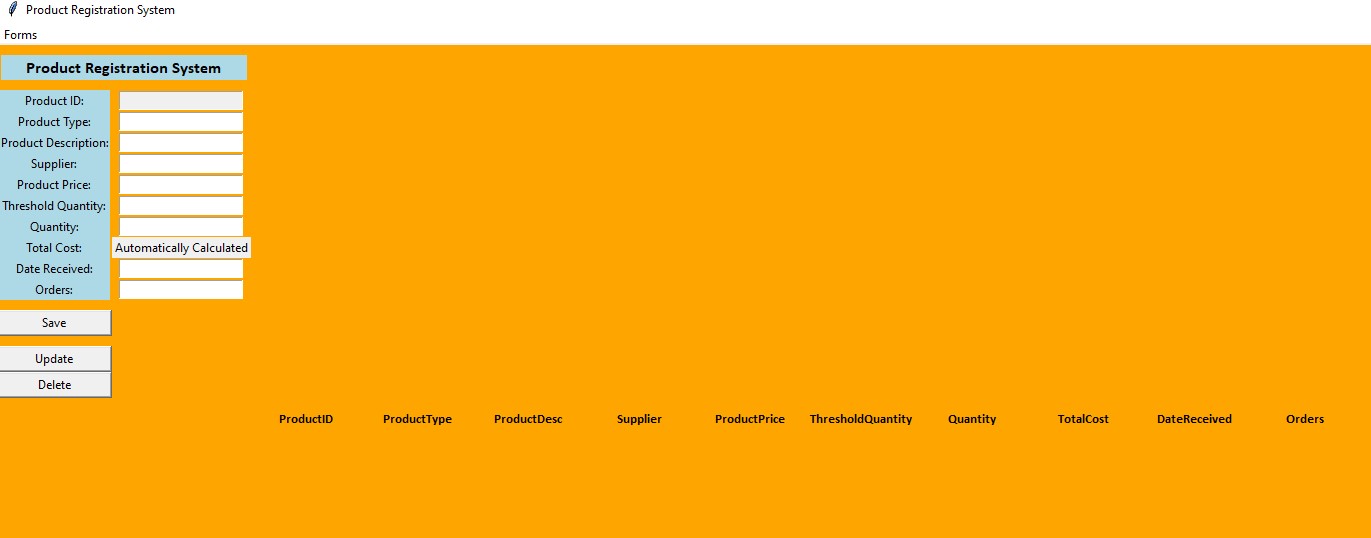 Product Registration System
Forms
Product Registration System
Product ID:
Product Type:
Product Description:
Supplier:
Product Price:
Threshold Quantity:
Quantity:
Total Cost: Automatically Calculated
Date Received:
Orders:
Save
Update
Delete
ProductID ProductType ProductDesc Supplier ProductPrice ThresholdQuantity Quantity TotalCost DateReceived Orders